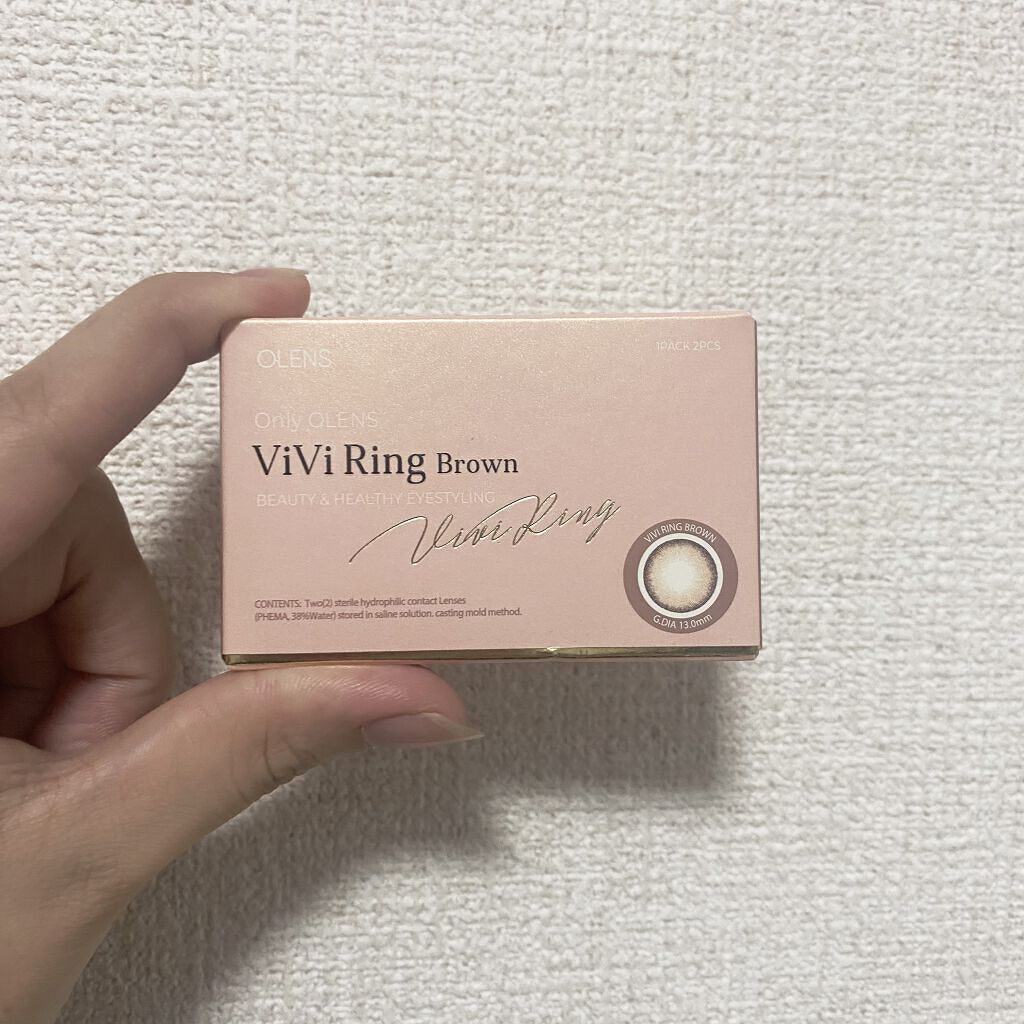 OLENS
1PACK 2PCS
Only OLENS
ViVi Ring Brown
BEAUTY & HEALTHY EYESTYLING
Vivi Ring
VIVI RING BROWN
G.DIA 13.0mm
CONTENTS: Two(2) sterile hydrophilic contact Lenses
(PHEMA, 38%Water) stored in saline solution. casting mold method.